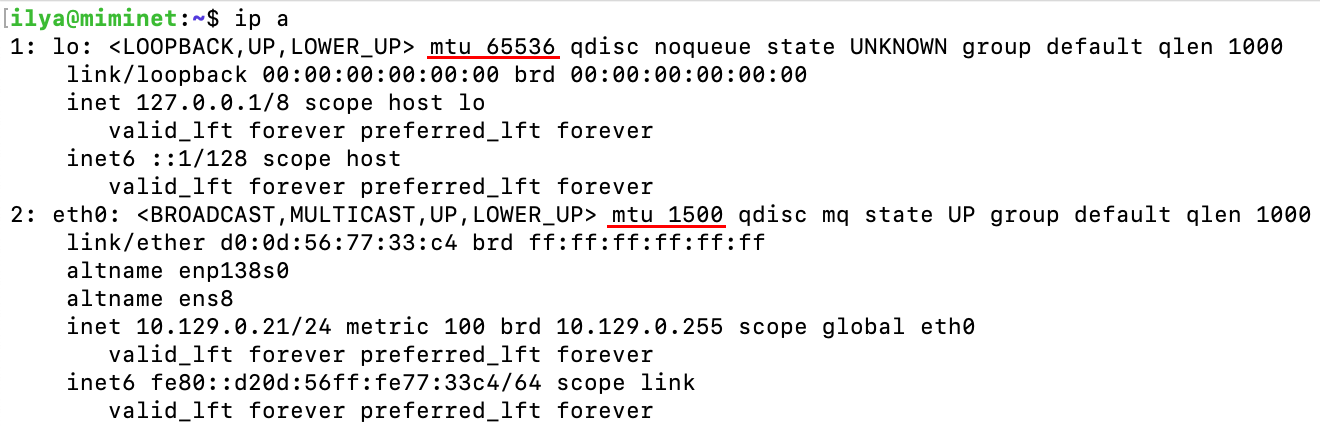 [ilya@miminet:~$ ip a
1: lo: <LOOPBACK,UP,LOWER_UP> mtu 65536 qdisc noqueue state UNKNOWN group default qlen 1000
    link/loopback 00:00:00:00:00:00 brd 00:00:00:00:00:00
    inet 127.0.0.1/8 scope host lo
       valid_lft forever preferred_lft forever
    inet6 ::1/128 scope host
       valid_lft forever preferred_lft forever
2: eth0: <BROADCAST,MULTICAST,UP,LOWER_UP> mtu 1500 qdisc mq state UP group default qlen 1000
    link/ether d0:0d:56:77:33:c4 brd ff:ff:ff:ff:ff:ff
    altname enp138s0
    altname ens8
    inet 10.129.0.21/24 metric 100 brd 10.129.0.255 scope global eth0
       valid_lft forever preferred_lft forever
    inet6 fe80::d20d:56ff:fe77:33c4/64 scope link
       valid_lft forever preferred_lft forever